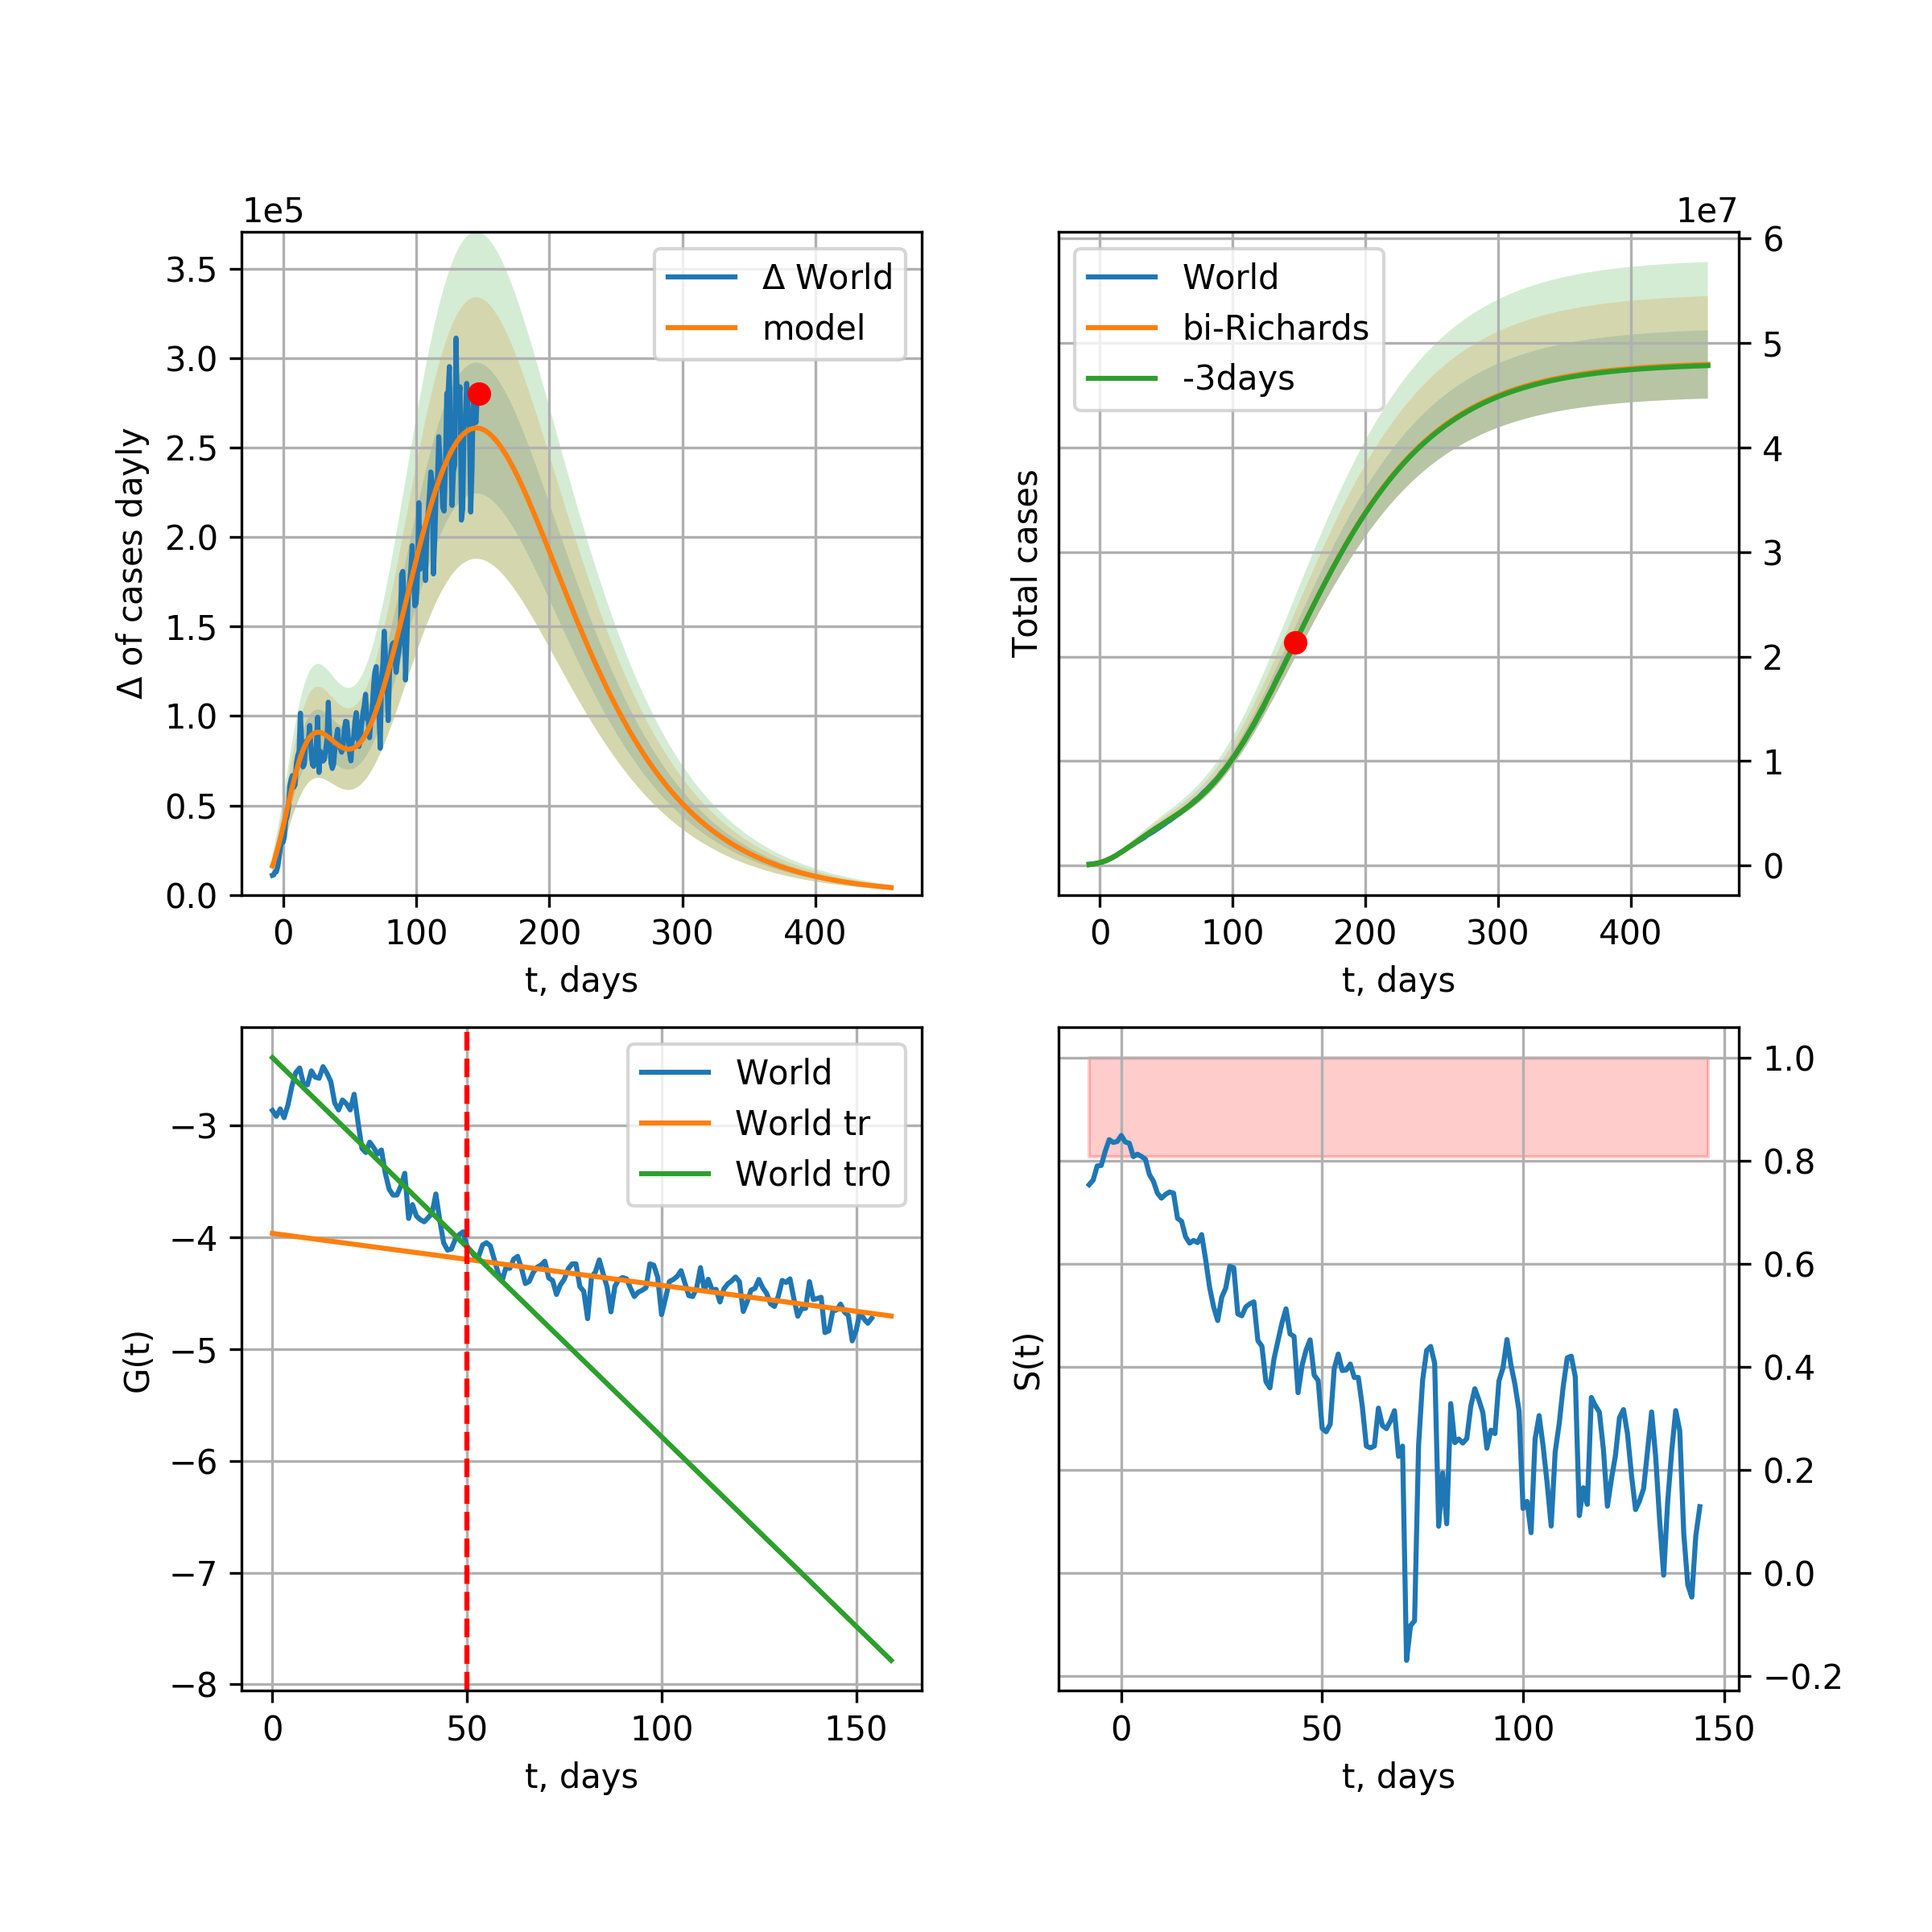 1e5
Δ of cases dayly
3.5
3.0
2.5
2.0
1.5
1.0
0.5
0.0
Δ World
model
0 100 200 300 400
t, days
1e7
Total cases
World
bi-Richards
-3days
6
5
4
3
2
1
0
0 100 200 300 400
t, days
G(t)
−3
−4
−5
−6
−7
−8
World
World tr
World tr0
0 50 100 150
t, days
S(t)
1.0
0.8
0.6
0.4
0.2
0.0
−0.2
0 50 100 150
t, days